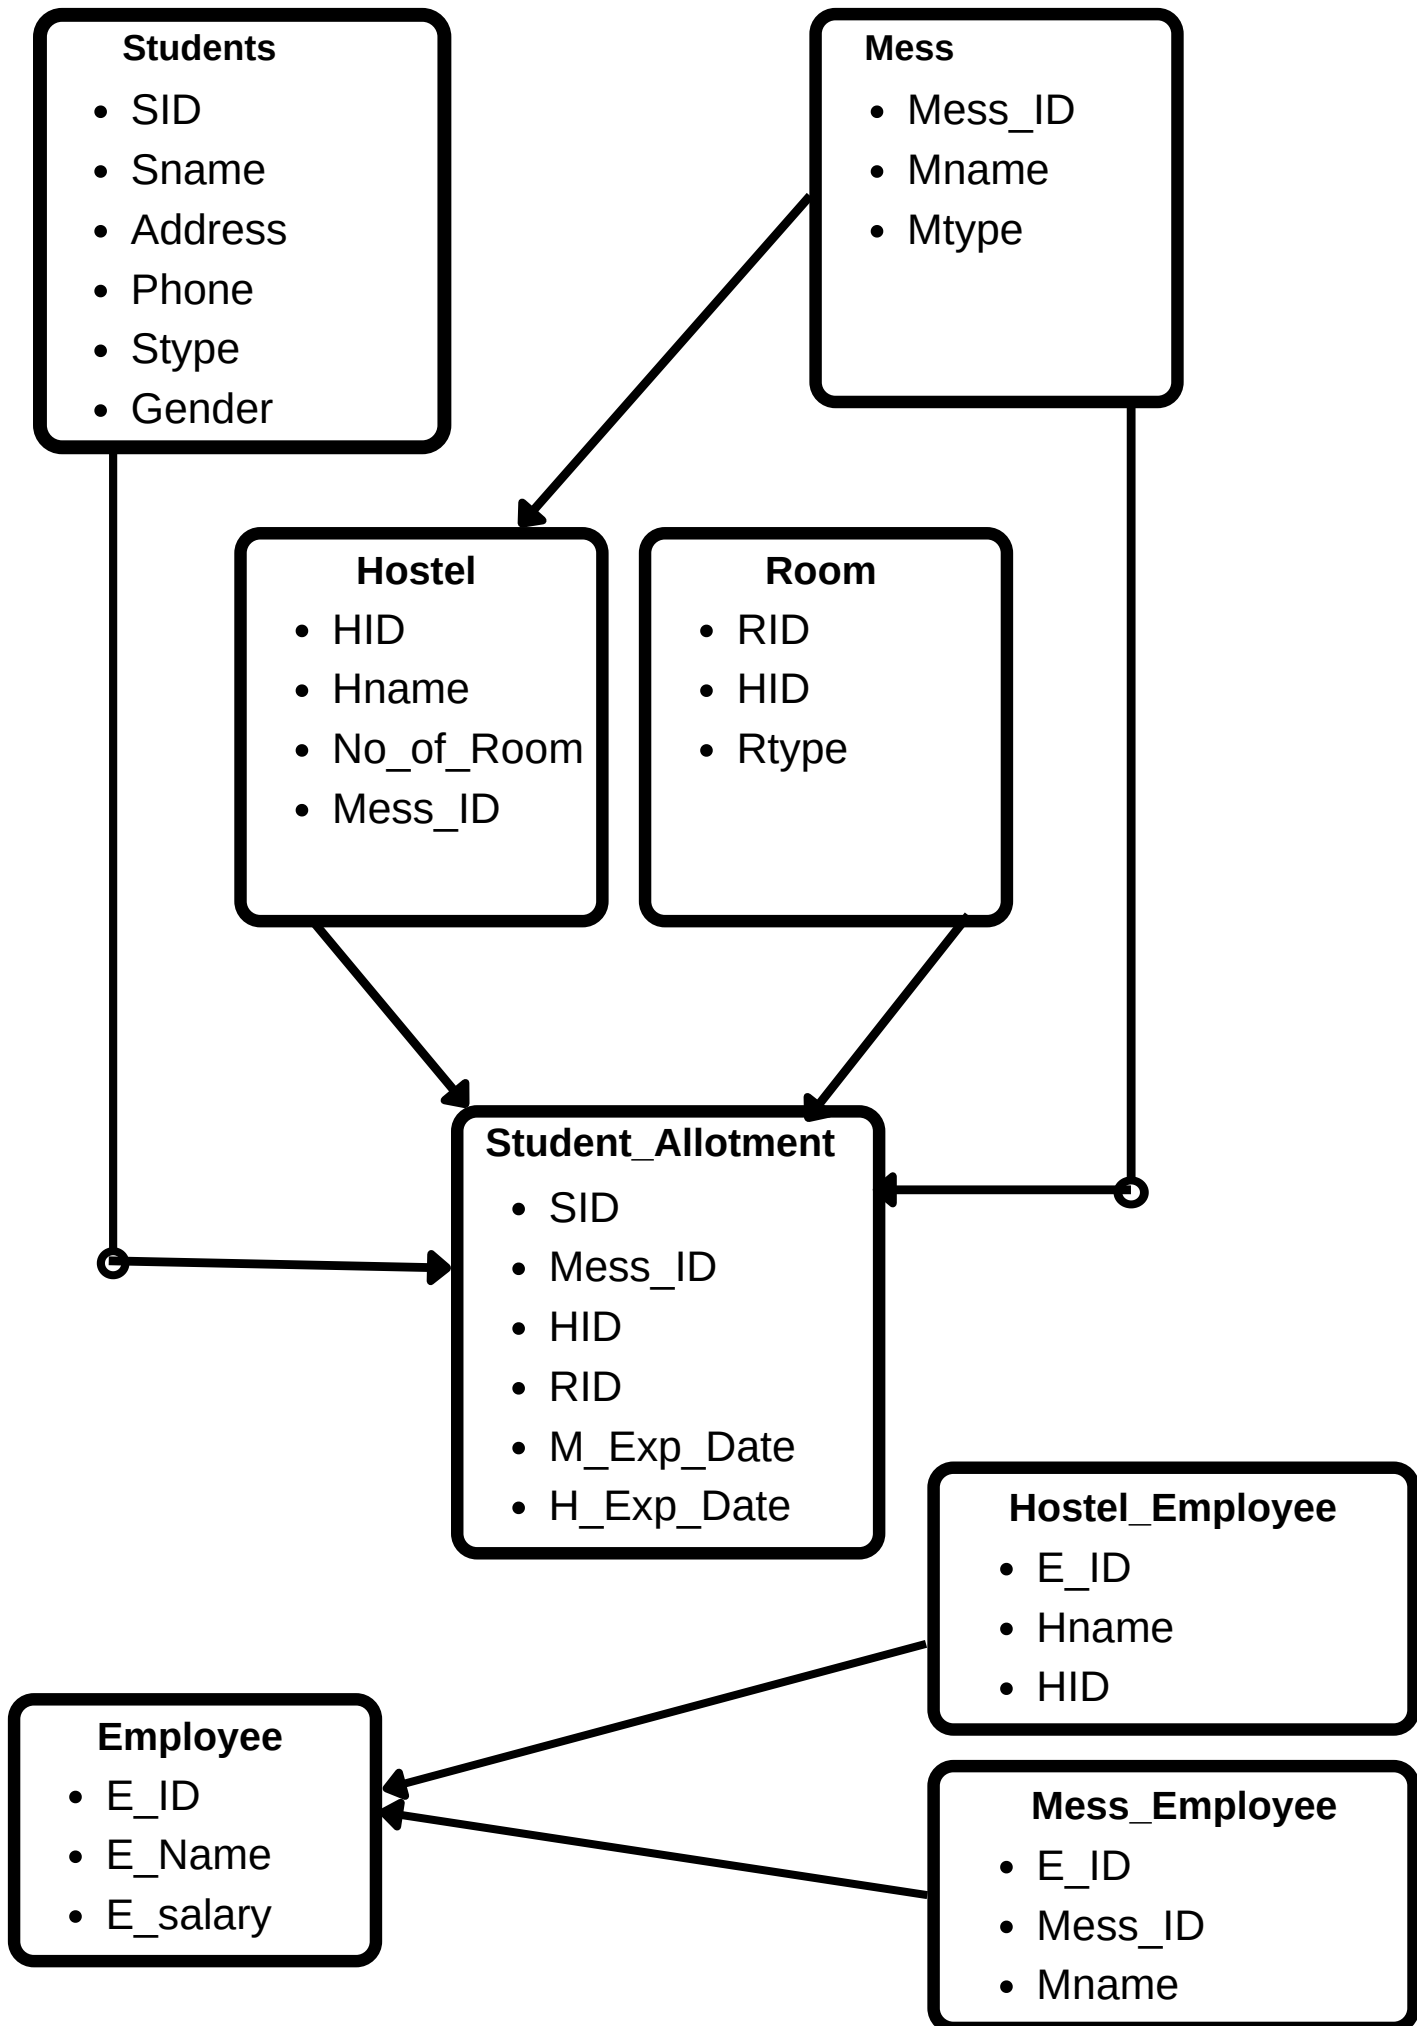 Students
SID
Sname
Address
Phone
Stype
Gender
Mess
Mess_ID
Mname
Mtype
Hostel
HID
Hname
No_of_Room
Mess_ID
Room
RID
HID
Rtype
Student_Allotment
SID
Mess_ID
HID
RID
M_Exp_Date
H_Exp_Date
Hostel_Employee
E_ID
Hname
HID
Employee
E_ID
E_Name
E_salary
Mess_Employee
E_ID
Mess_ID
Mname